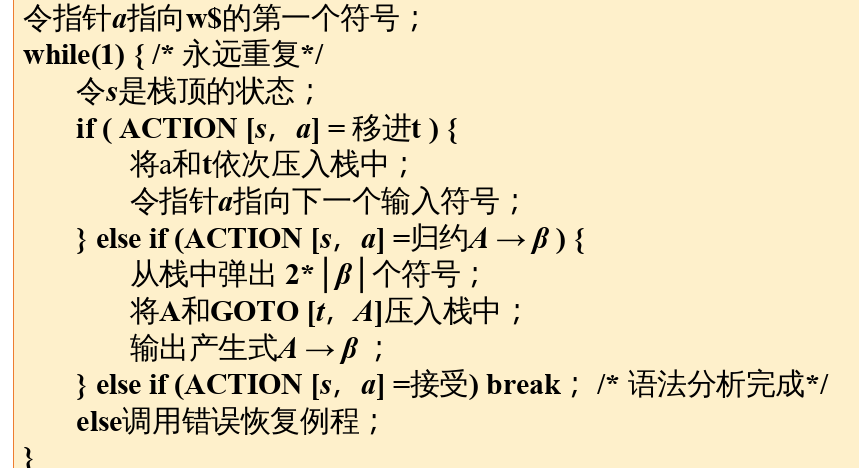 令指针a指向w$的第一个符号；
while(1) { /* 永远重复*/
令s是栈顶的状态；
if ( ACTION [s，a] = 移进t ) {
将a和t依次压入栈中；
令指针a指向下一个输入符号；
} else if (ACTION [s，a] =归约A → β ) {
从栈中弹出 2*│β│个符号；
将A和GOTO [t，A]压入栈中；
输出产生式A → β ；
} else if (ACTION [s，a] =接受) break； /* 语法分析完成*/
else调用错误恢复例程；
}